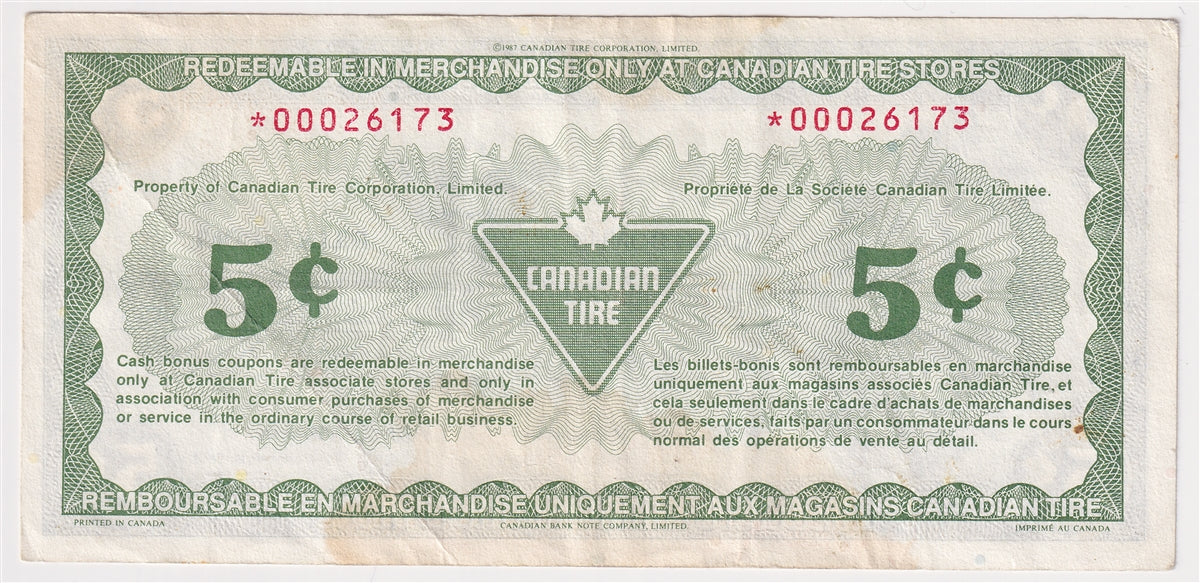 ©1987 CANADIAN TIRE CORPORATION, LIMITED.
REDEEMABLE IN MERCHANDISE ONLY AT CANADIAN TIRE STORES
*00026173
*00026173
Property of Canadian Tire Corporation, Limited.
Propriété de La Société Canadian Tire Limitée.
5¢
CANADIAN
TIRE
5¢
Cash bonus coupons are redeemable in merchandise
only at Canadian Tire associate stores and only in
association with consumer purchases of merchandise
or service in the ordinary course of retail business.
Les billets-bonis sont remboursables en marchandise
uniquement aux magasins associés Canadian Tire, et
cela seulement dans le cadre d'achats de marchandises
ou de services, faits par un consommateur dans le cours
normal des opérations de vente au détail.
REMBOURSABLE EN MARCHANDISE UNIQUEMENT AUX MAGASINS CANADIAN TIRE
PRINTED IN CANADA
CANADIAN BANK NOTE COMPANY, LIMITED.
IMPRIMÉ AU CANADA